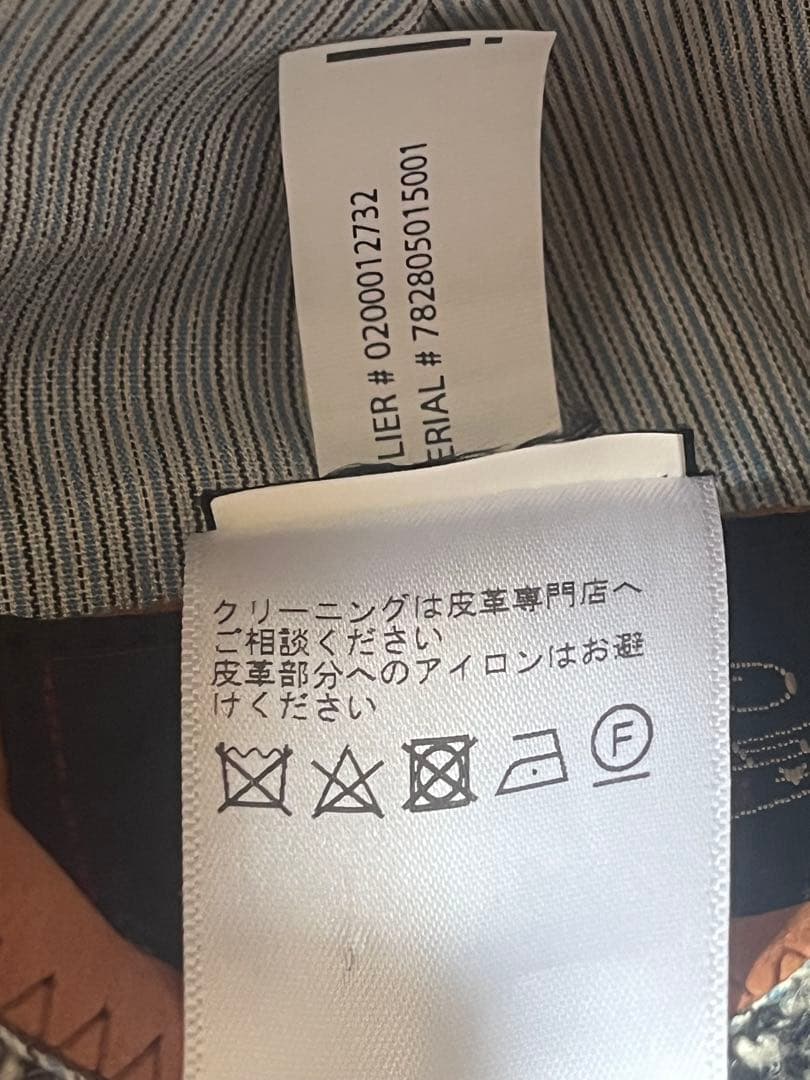 LIER # 0200012732
ERIAL # 782805015001
クリーニングは皮革専門店へ
ご相談ください
皮革部分へのアイロンはお避
けください
F